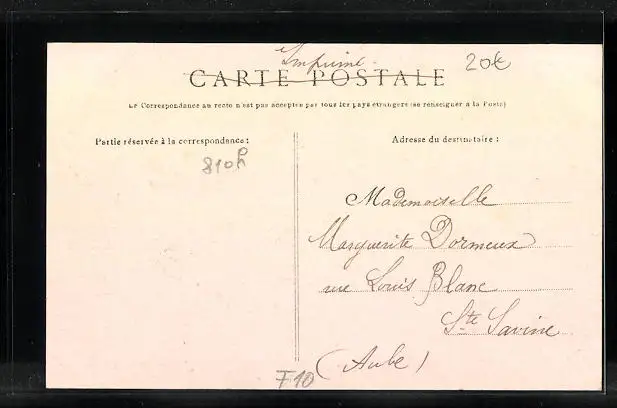 Imprimé
20€
CARTE POSTALE
La Correspondance au recto n'est pas acceptée par tous les pays étrangers (se renseigner à la Poste)
Partie réservée à la correspondance :
Adresse du destinataire :
Mademoiselle
Marguerite Dormeux
rue Louis Blanc
Ste Savine
(Aube)
F10